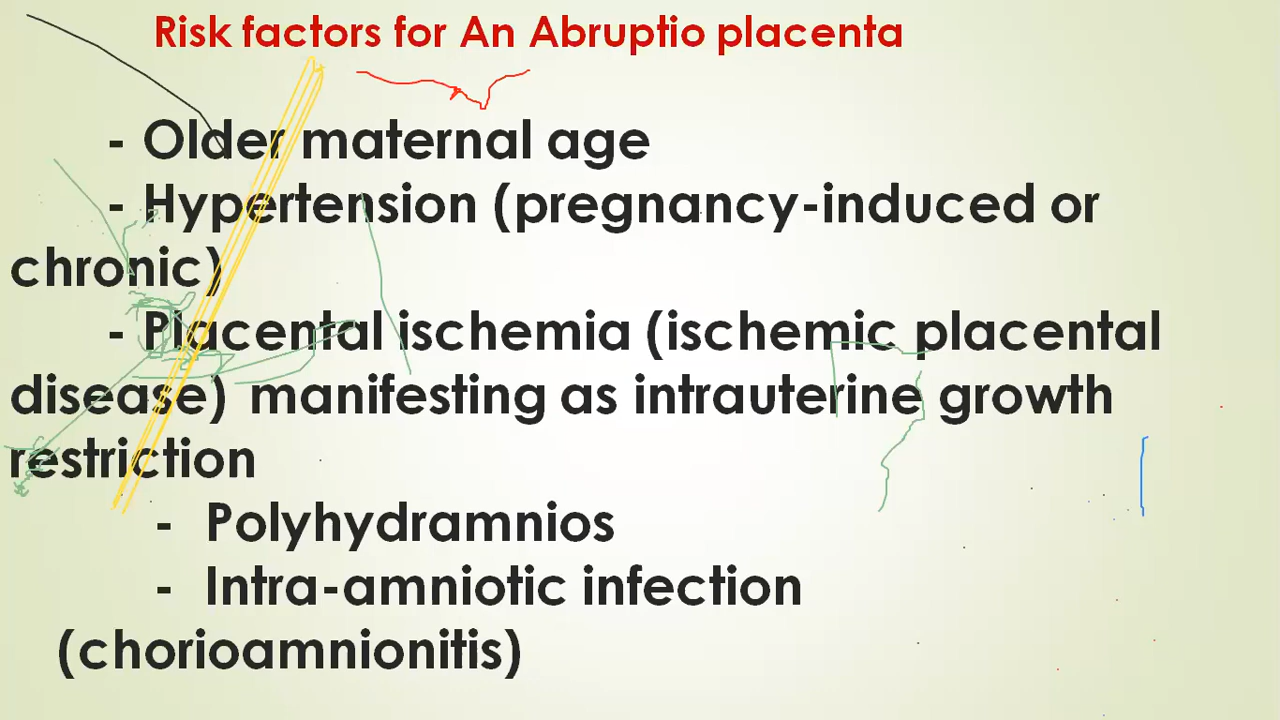 Risk factors for An Abruptio placenta
- Older maternal age
- Hypertension (pregnancy-induced or
chronic)
- Placental ischemia (ischemic placental
disease) manifesting as intrauterine growth
restriction
- Polyhydramnios
- Intra-amniotic infection
(chorioamnionitis)